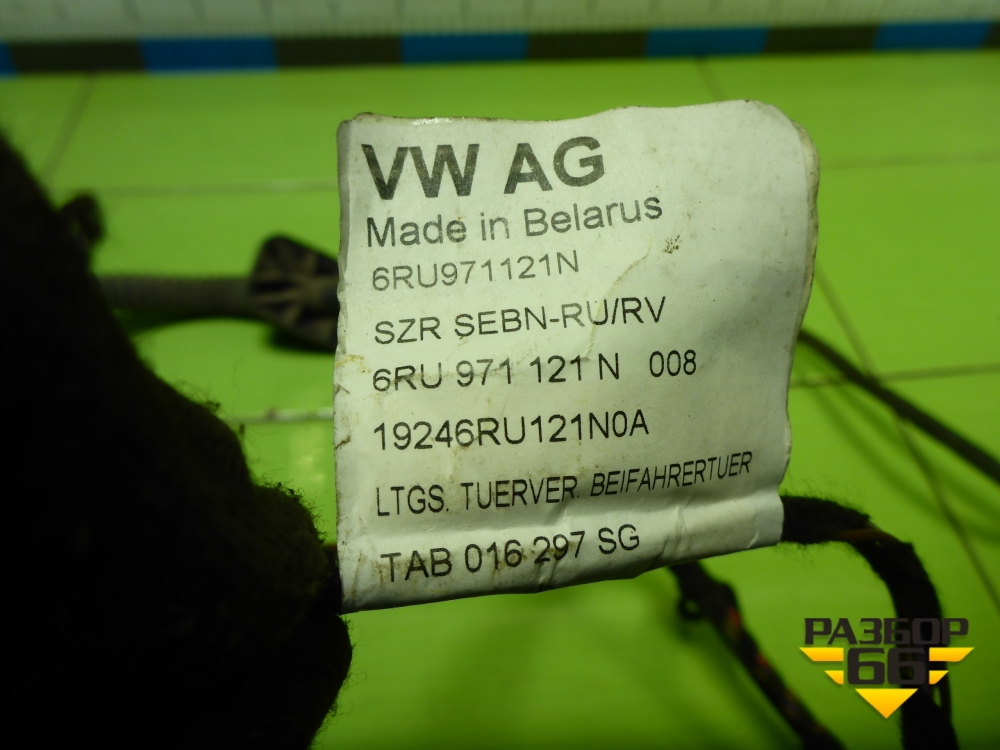 VW AG
Made in Belarus
6RU971121N
SZR SEBN-RU/RV
6RU 971 121 N 008
19246RU121N0A
LTGS. TUERVER. BEIFAHRERTUER
TAB 016 297 SG
РАЗБОР
66